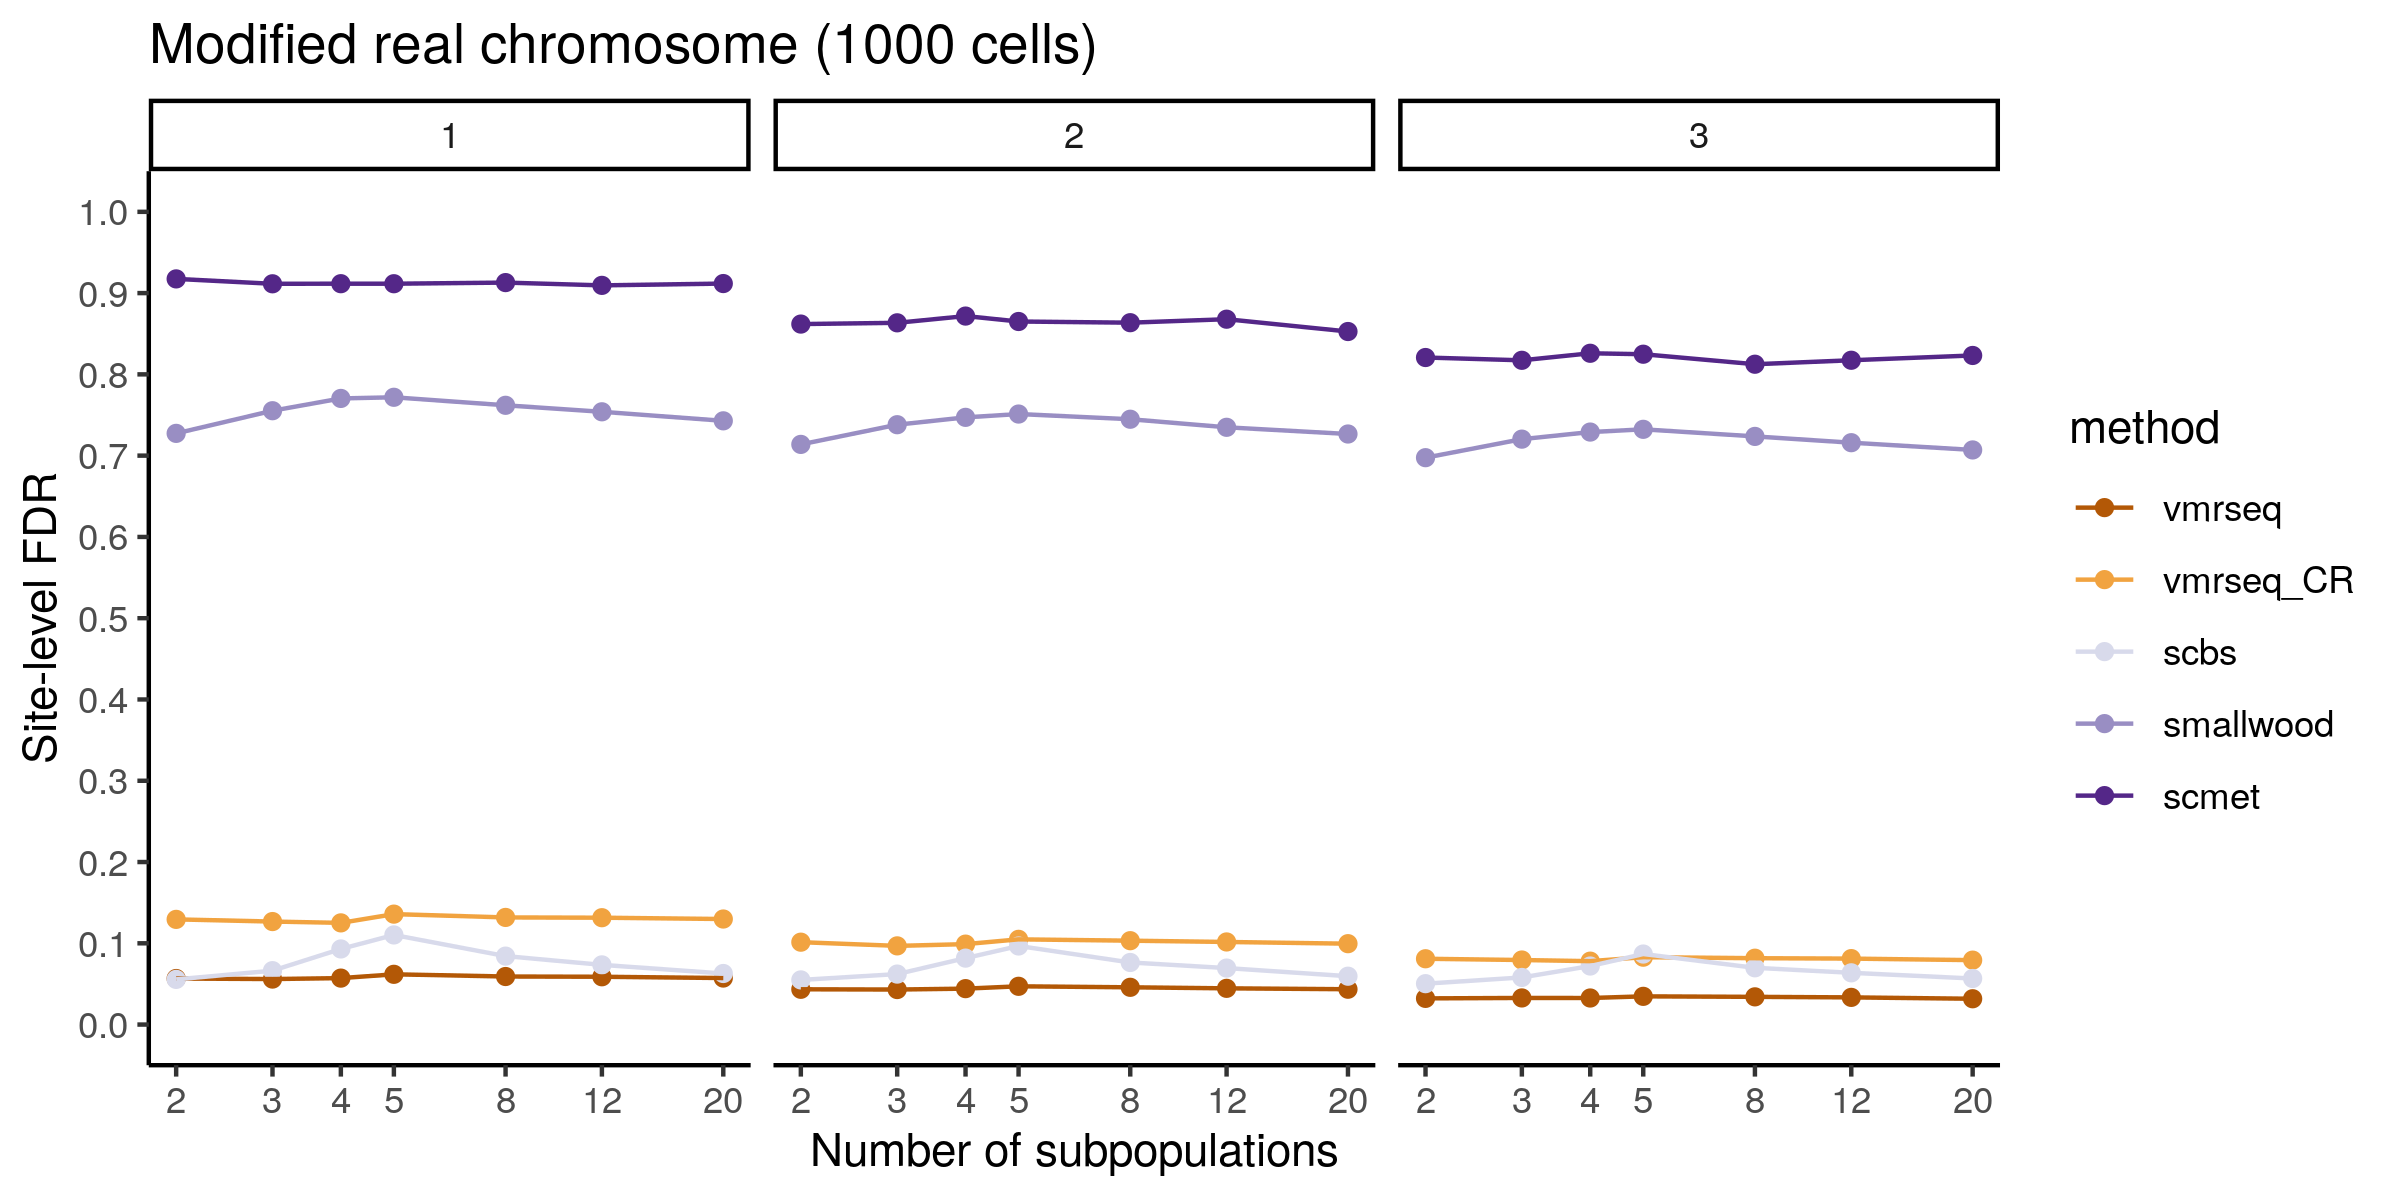 Modified real chromosome (1000 cells)
1 2 3
1.0
0.9
0.8
0.7
0.6
0.5
0.4
0.3
0.2
0.1
0.0
Site-level FDR
2 3 4 5 8 12 20 2 3 4 5 8 12 20 2 3 4 5 8 12 20
Number of subpopulations
method
vmrseq
vmrseq_CR
scbs
smallwood
scmet